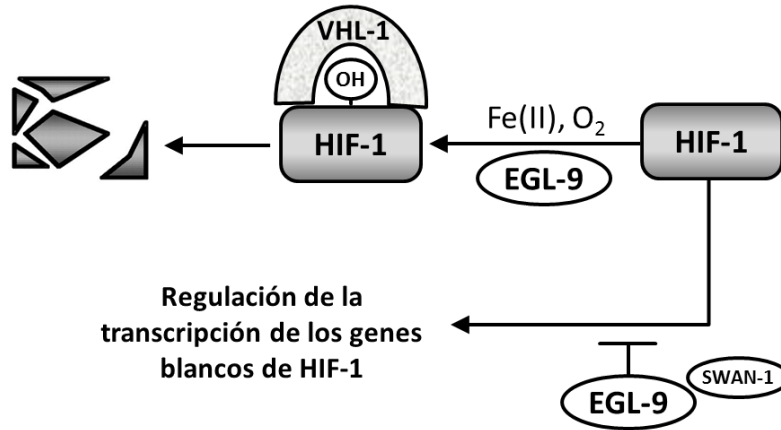 VHL-1
OH
HIF-1
Fe(II), O₂
EGL-9
HIF-1
Regulación de la
transcripción de los genes
blancos de HIF-1
EGL-9
SWAN-1